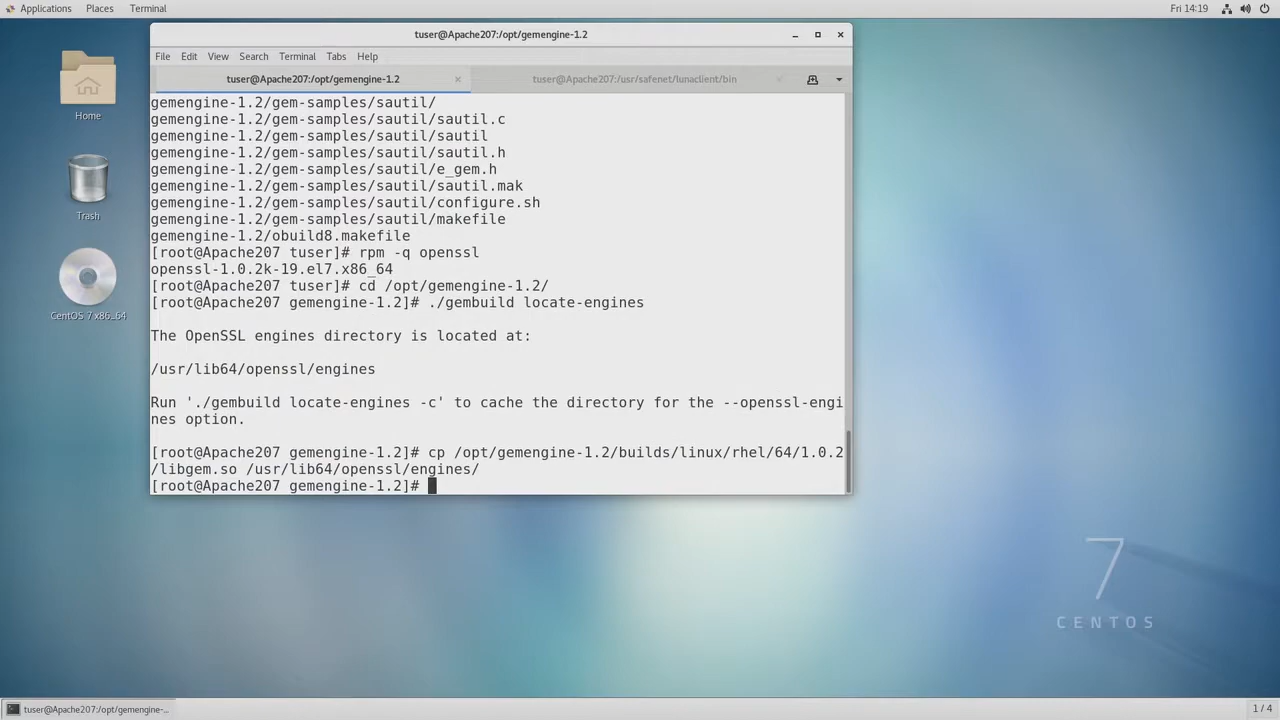 Applications Places Terminal Fri 14:19
tuser@Apache207:/opt/gemengine-1.2
File Edit View Search Terminal Tabs Help
tuser@Apache207:/opt/gemengine-1.2 tuser@Apache207:/usr/safenet/lunaclient/bin
gemengine-1.2/gem-samples/sautil/
gemengine-1.2/gem-samples/sautil/sautil.c
gemengine-1.2/gem-samples/sautil/sautil
gemengine-1.2/gem-samples/sautil/sautil.h
gemengine-1.2/gem-samples/sautil/e_gem.h
gemengine-1.2/gem-samples/sautil/sautil.mak
gemengine-1.2/gem-samples/sautil/configure.sh
gemengine-1.2/gem-samples/sautil/makefile
gemengine-1.2/obuild8.makefile
[root@Apache207 tuser]# rpm -q openssl
openssl-1.0.2k-19.el7.x86_64
[root@Apache207 tuser]# cd /opt/gemengine-1.2/
[root@Apache207 gemengine-1.2]# ./gembuild locate-engines
The OpenSSL engines directory is located at:
/usr/lib64/openssl/engines
Run './gembuild locate-engines -c' to cache the directory for the --openssl-engi
nes option.
[root@Apache207 gemengine-1.2]# cp /opt/gemengine-1.2/builds/linux/rhel/64/1.0.2
/libgem.so /usr/lib64/openssl/engines/
[root@Apache207 gemengine-1.2]#
Home
Trash
CentOS 7 x86_64
7
CENTOS
tuser@Apache207:/opt/gemengine-... 1 / 4